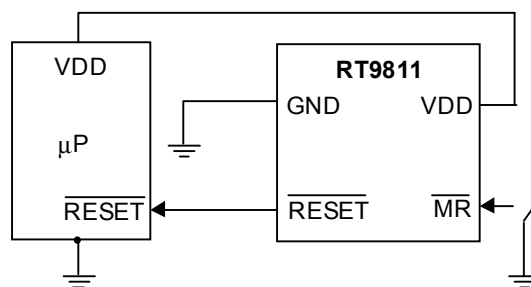 VDD
μP
RESET
RT9811
GND VDD
RESET MR